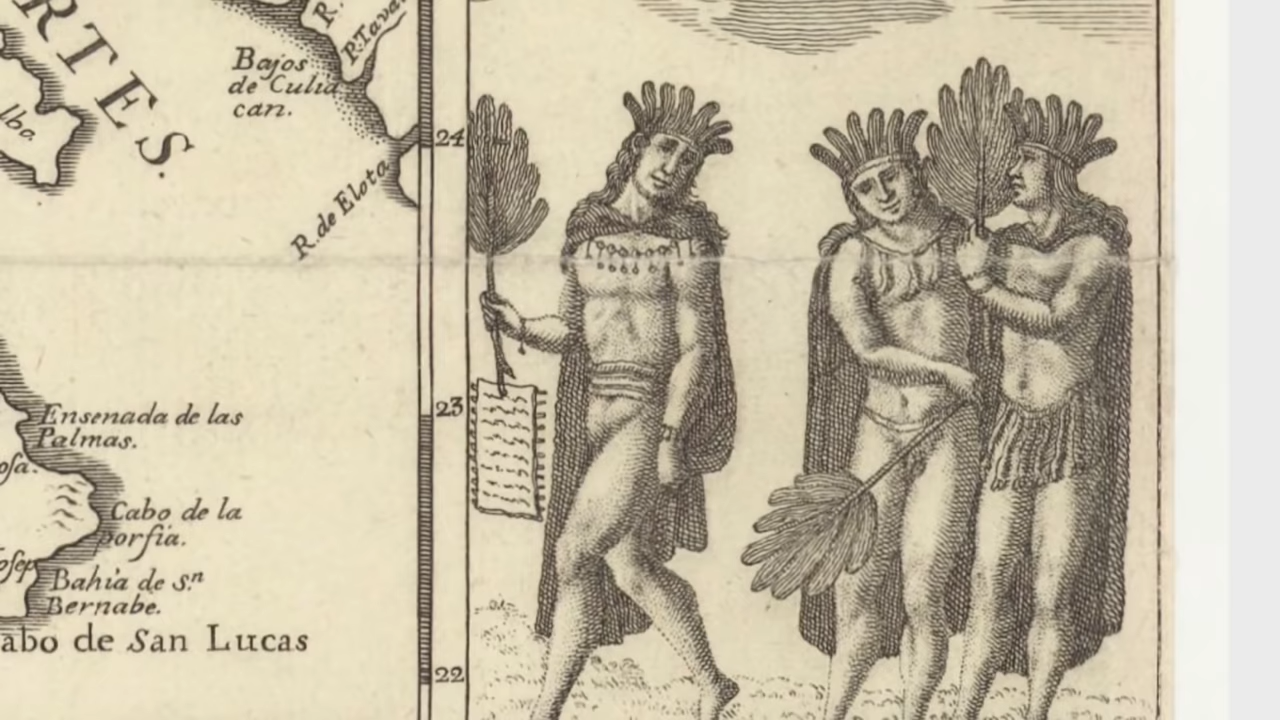 RTES.
R.
P. Tava
Bajos
de Culia
can.
R. de Elota
24
23
22
Ensenada de las
Palmas.
Cabo de la
porfia.
Bahia de Sn
Bernabe.
abo de San Lucas